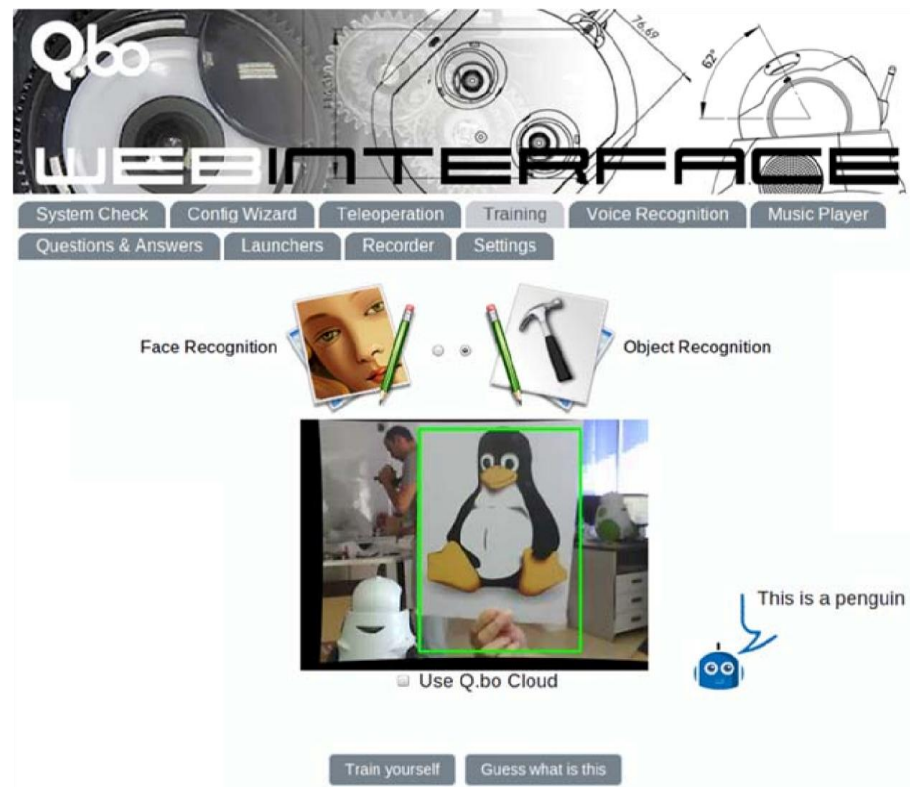 Q.bo
76.69
62°
WEBINTERFACE
System Check Config Wizard Teleoperation Training Voice Recognition Music Player
Questions & Answers Launchers Recorder Settings
Face Recognition Object Recognition
This is a penguin
Use Q.bo Cloud
Train yourself Guess what is this